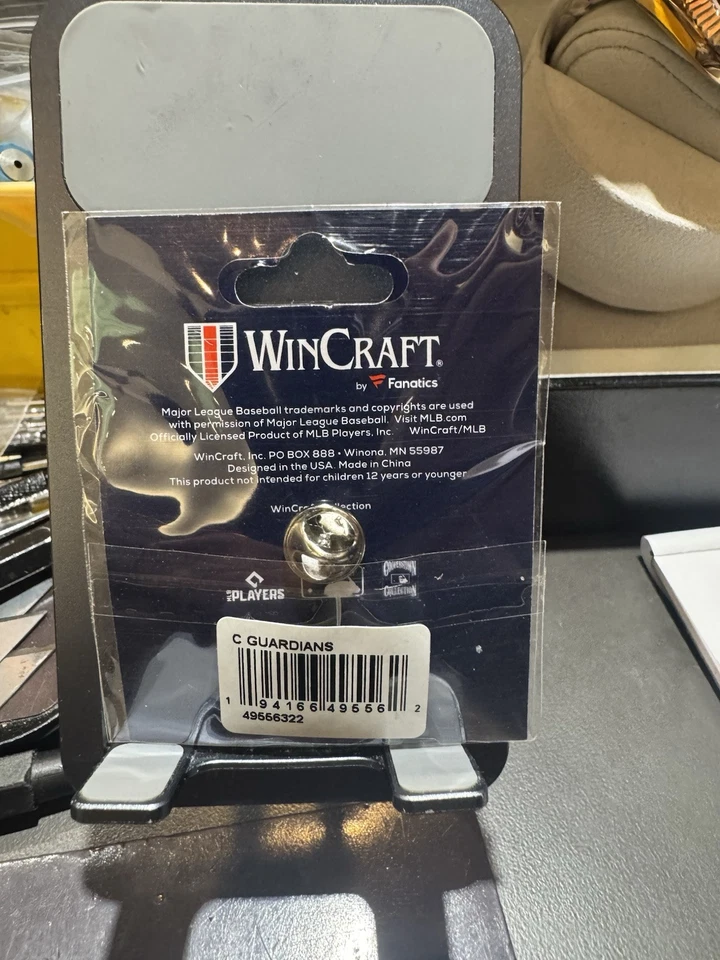 WINCRAFT®
by Fanatics
Major League Baseball trademarks and copyrights are used
with permission of Major League Baseball. Visit MLB.com
Officially Licensed Product of MLB Players, Inc. WinCraft/MLB
WinCraft, Inc. PO BOX 888 • Winona, MN 55987
Designed in the USA. Made in China
This product not intended for children 12 years or younger
PLAYERS
COOPERSTOWN
COLLECTION
C GUARDIANS
1 94166 49556 2
49556322